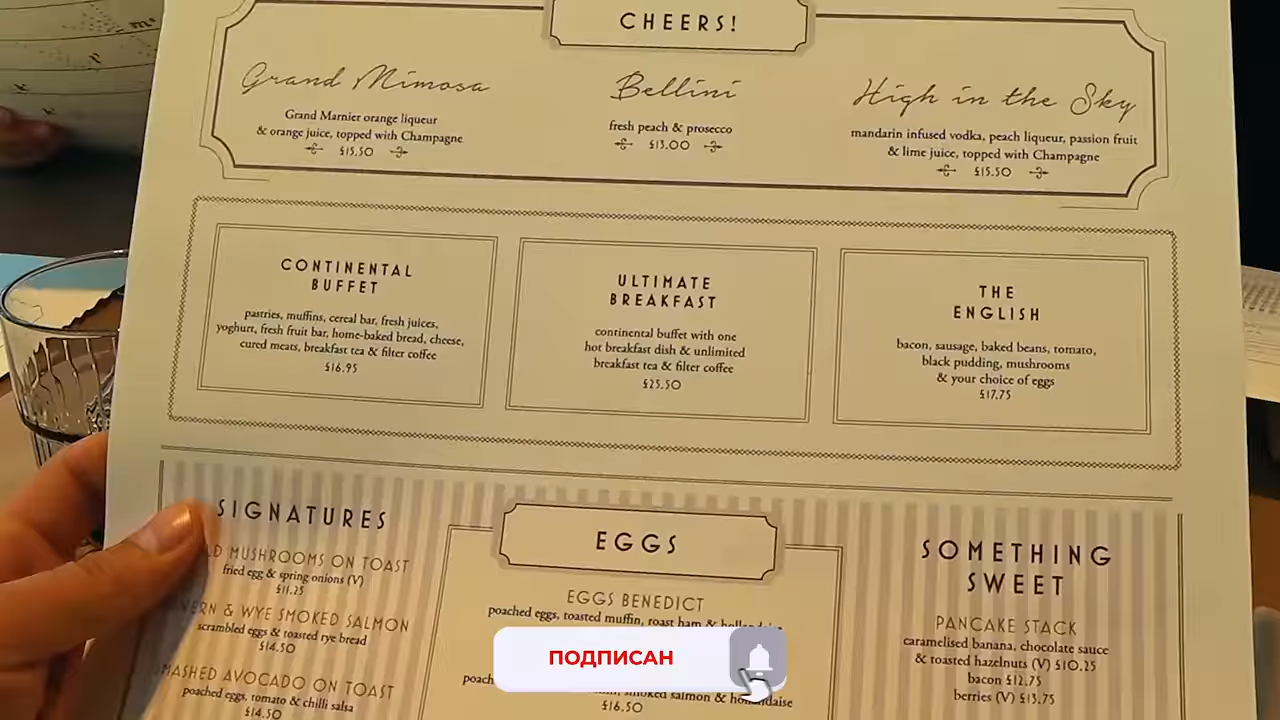 CHEERS!
Grand Mimosa
Grand Marnier orange liqueur
& orange juice, topped with Champagne
£15.50
Bellini
fresh peach & prosecco
£13.00
High in the Sky
mandarin infused vodka, peach liqueur, passion fruit
& lime juice, topped with Champagne
£15.50
CONTINENTAL
BUFFET
pastries, muffins, cereal bar, fresh juices,
yoghurt, fresh fruit bar, home-baked bread, cheese,
cured meats, breakfast tea & filter coffee
£16.95
ULTIMATE
BREAKFAST
continental buffet with one
hot breakfast dish & unlimited
breakfast tea & filter coffee
£25.50
THE
ENGLISH
bacon, sausage, baked beans, tomato,
black pudding, mushrooms
& your choice of eggs
£17.75
SIGNATURES
MUSHROOMS ON TOAST
fried egg & spring onions (V)
£11.25
& WYE SMOKED SALMON
scrambled eggs & toasted rye bread
£14.50
AVOCADO ON TOAST
poached eggs, tomato & chilli salsa
£14.50
EGGS
EGGS BENEDICT
poached eggs, toasted muffin, roast ham &
smoked salmon &
£16.50
SOMETHING
SWEET
PANCAKE STACK
caramelised banana, chocolate sauce
& toasted hazelnuts (V) £10.25
bacon £12.75
berries (V) £13.75
ПОДПИСАН